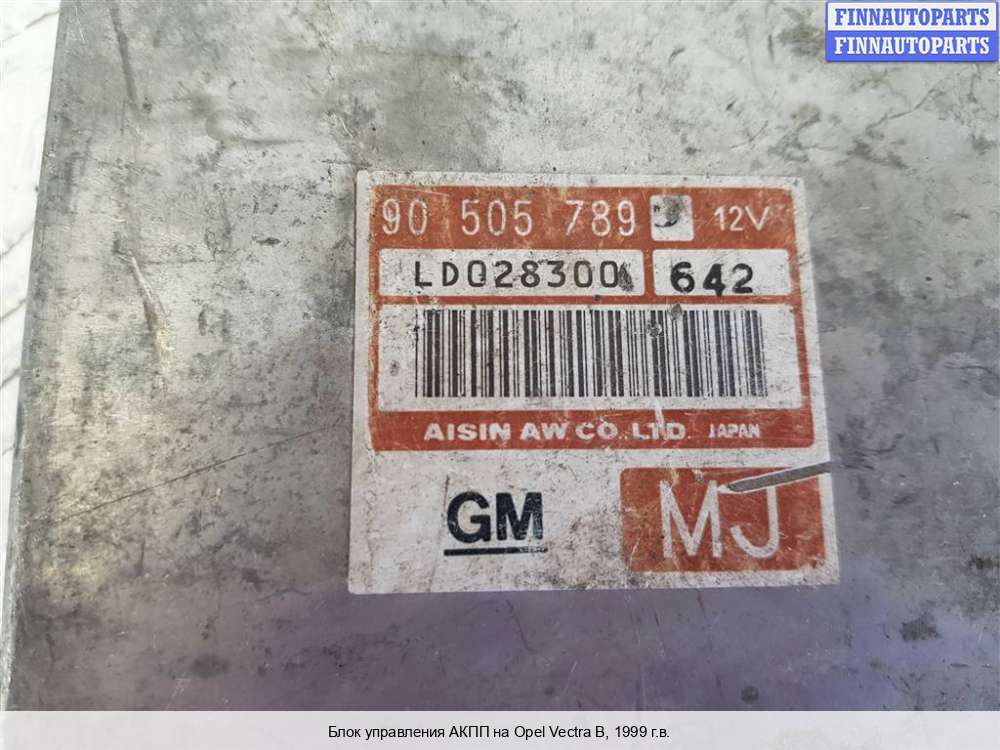 FINNAUTOPARTS
FINNAUTOPARTS
90 505 789 J 12V
LD028300 642
AISIN AW CO. LTD. JAPAN
GM MJ
Блок управления АКПП на Opel Vectra B, 1999 г.в.